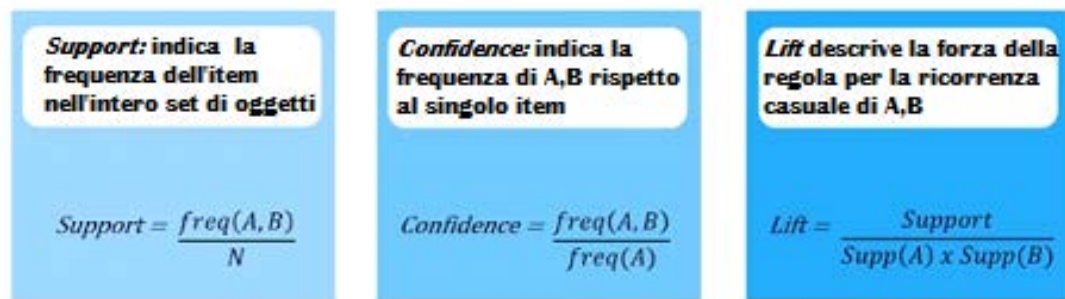 Support: indica la
frequenza dell'item
nell'intero set di oggetti
Support = freq(A, B) / N
Confidence: indica la
frequenza di A,B rispetto
al singolo item
Confidence = freq(A, B) / freq(A)
Lift descrive la forza della
regola per la ricorrenza
casuale di A,B
Lift = Support / Supp(A) x Supp(B)